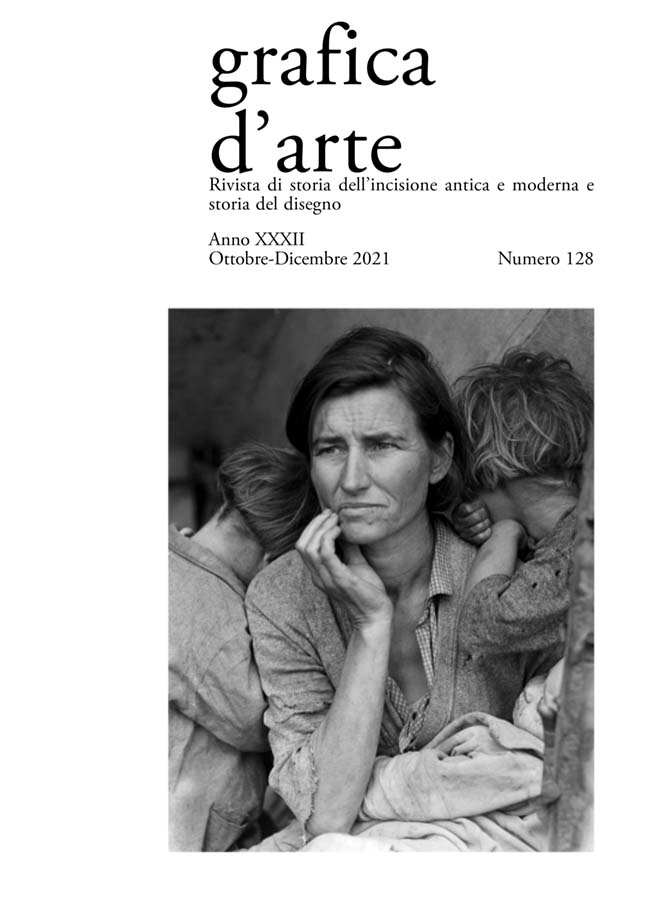 grafica
d’arte
Rivista di storia dell’incisione antica e moderna e
storia del disegno
Anno XXXII
Ottobre-Dicembre 2021 Numero 128